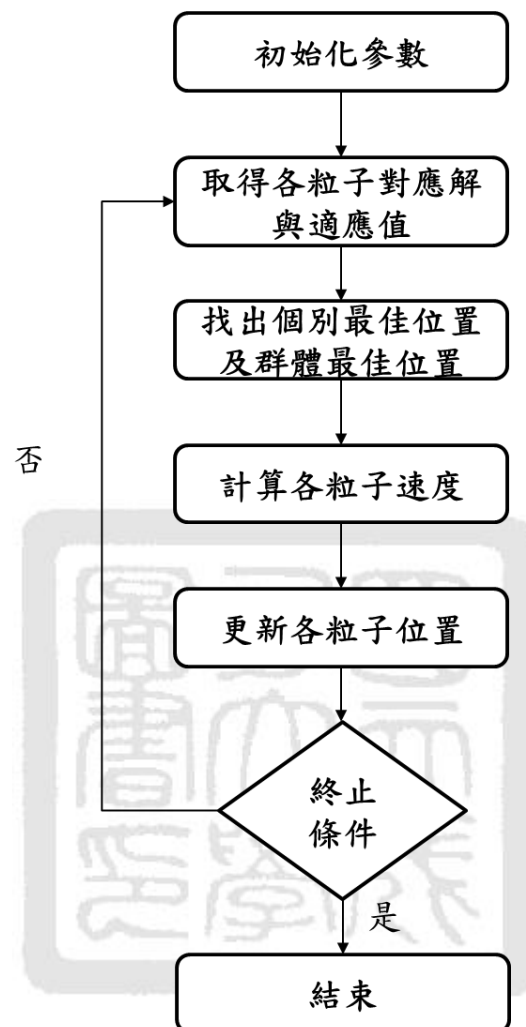 初始化參數
取得各粒子對應解
與適應值
找出個別最佳位置
及群體最佳位置
否
計算各粒子速度
更新各粒子位置
終止
條件
是
結束